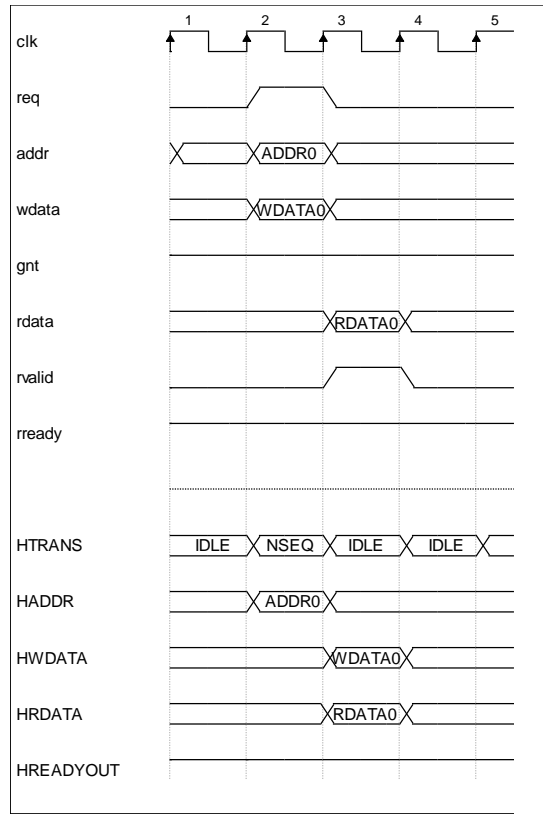 1 2 3 4 5
clk
req
addr ADDR0
wdata WDATA0
gnt
rdata RDATA0
rvalid
rready
HTRANS IDLE NSEQ IDLE IDLE
HADDR ADDR0
HWDATA WDATA0
HRDATA RDATA0
HREADYOUT